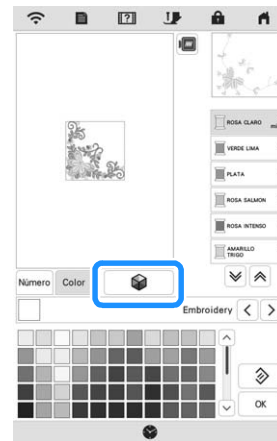 ROSA CLARO
VERDE LIMA
PLATA
ROSA SALMON
ROSA INTENSO
AMARILLO
TRIGO
Número
Color
Embroidery
OK